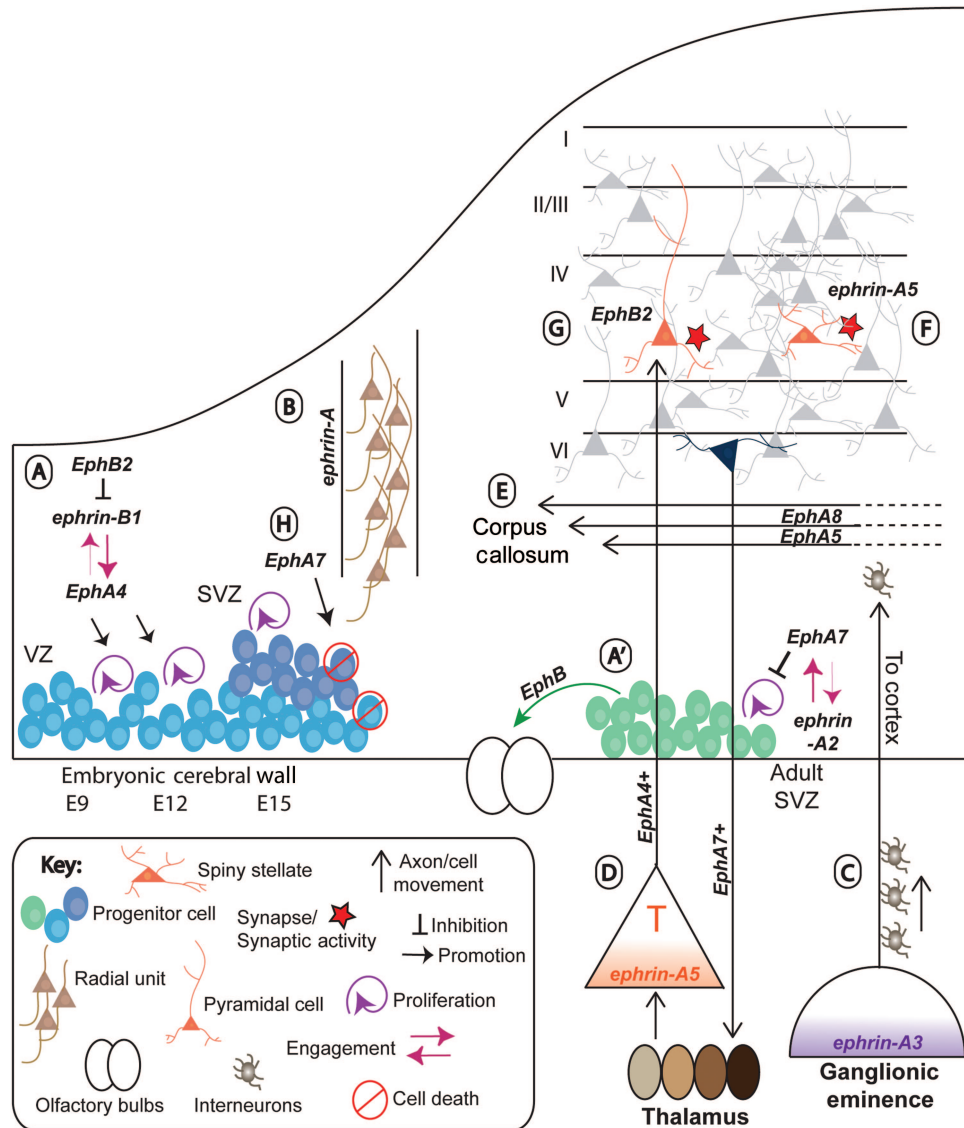 I
II/III
IV
V
VI
G
EphB2
ephrin-A5
F
E
Corpus
callosum
EphA8
EphA5
A
EphB2
ephrin-B1
EphA4
VZ
B
ephrin-A
H
EphA7
SVZ
Embryonic cerebral wall
E9
E12
E15
A'
EphB
EphA7
ephrin
-A2
Adult
SVZ
To cortex
EphA4+
EphA7+
D
T
ephrin-A5
Thalamus
C
ephrin-A3
Ganglionic
eminence
Key:
Spiny stellate
Progenitor cell
Synapse/
Synaptic activity
Radial unit
Pyramidal cell
Olfactory bulbs
Interneurons
Axon/cell
movement
Inhibition
Promotion
Proliferation
Engagement
Cell death